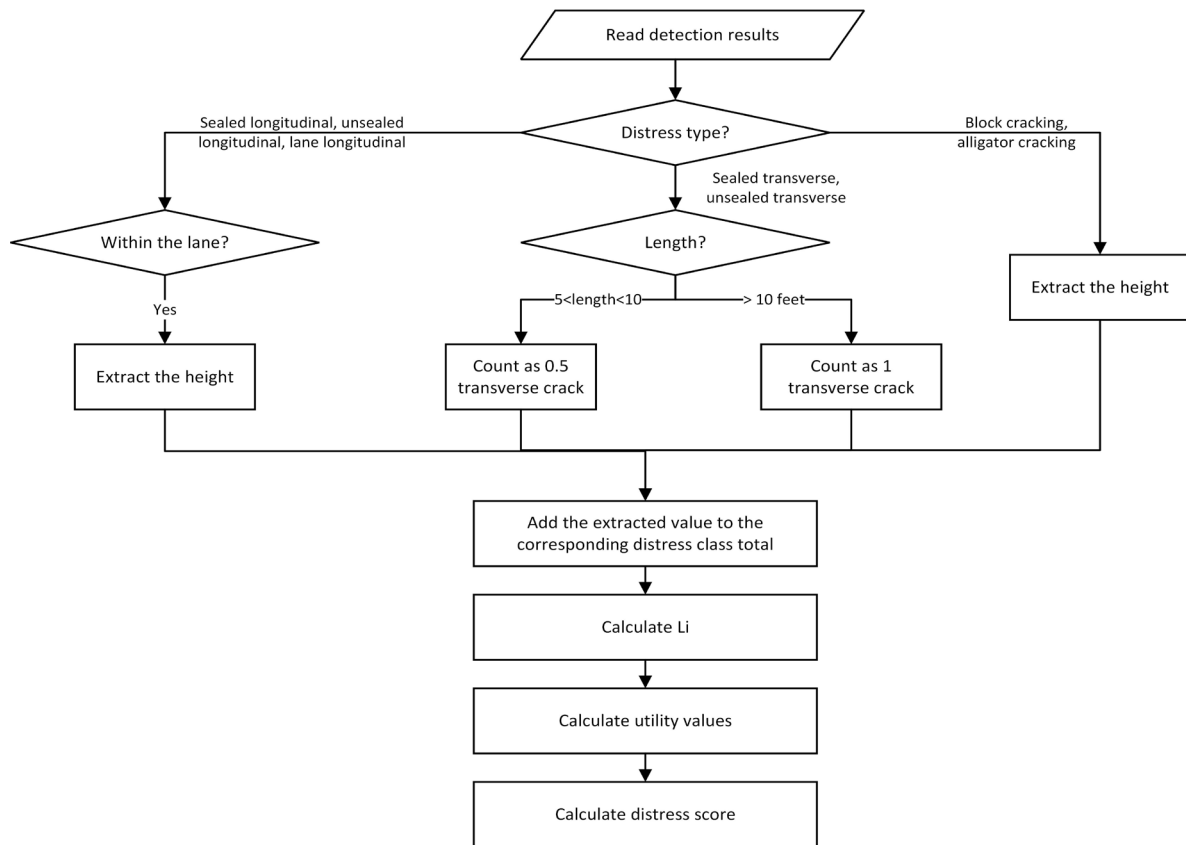 Read detection results
Distress type?
Sealed longitudinal, unsealed
longitudinal, lane longitudinal
Block cracking,
alligator cracking
Sealed transverse,
unsealed transverse
Within the lane?
Length?
Extract the height
Yes
5<length<10
> 10 feet
Extract the height
Count as 0.5
transverse crack
Count as 1
transverse crack
Add the extracted value to the
corresponding distress class total
Calculate Li
Calculate utility values
Calculate distress score